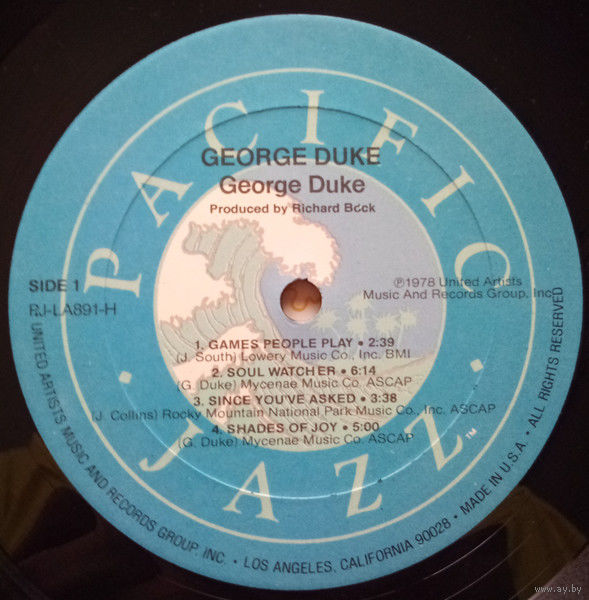 PACIFIC
GEORGE DUKE
George Duke
Produced by Richard Bock
SIDE 1
RJ-LA891-H
℗1978 United Artists
Music And Records Group, Inc.
1. GAMES PEOPLE PLAY • 2:39
(J. South) Lowery Music Co., Inc. BMI
2. SOUL WATCHER • 6:14
(G. Duke) Mycenae Music Co. ASCAP
3. SINCE YOU'VE ASKED • 3:38
(J. Collins) Rocky Mountain National Park Music Co., Inc. ASCAP
4. SHADES OF JOY • 5:00
(G. Duke) Mycenae Music Co. ASCAP
• JAZZ • ™
UNITED ARTISTS MUSIC AND RECORDS GROUP, INC. • LOS ANGELES, CALIFORNIA 90028 • MADE IN U.S.A. • ALL RIGHTS RESERVED
www.ay.by